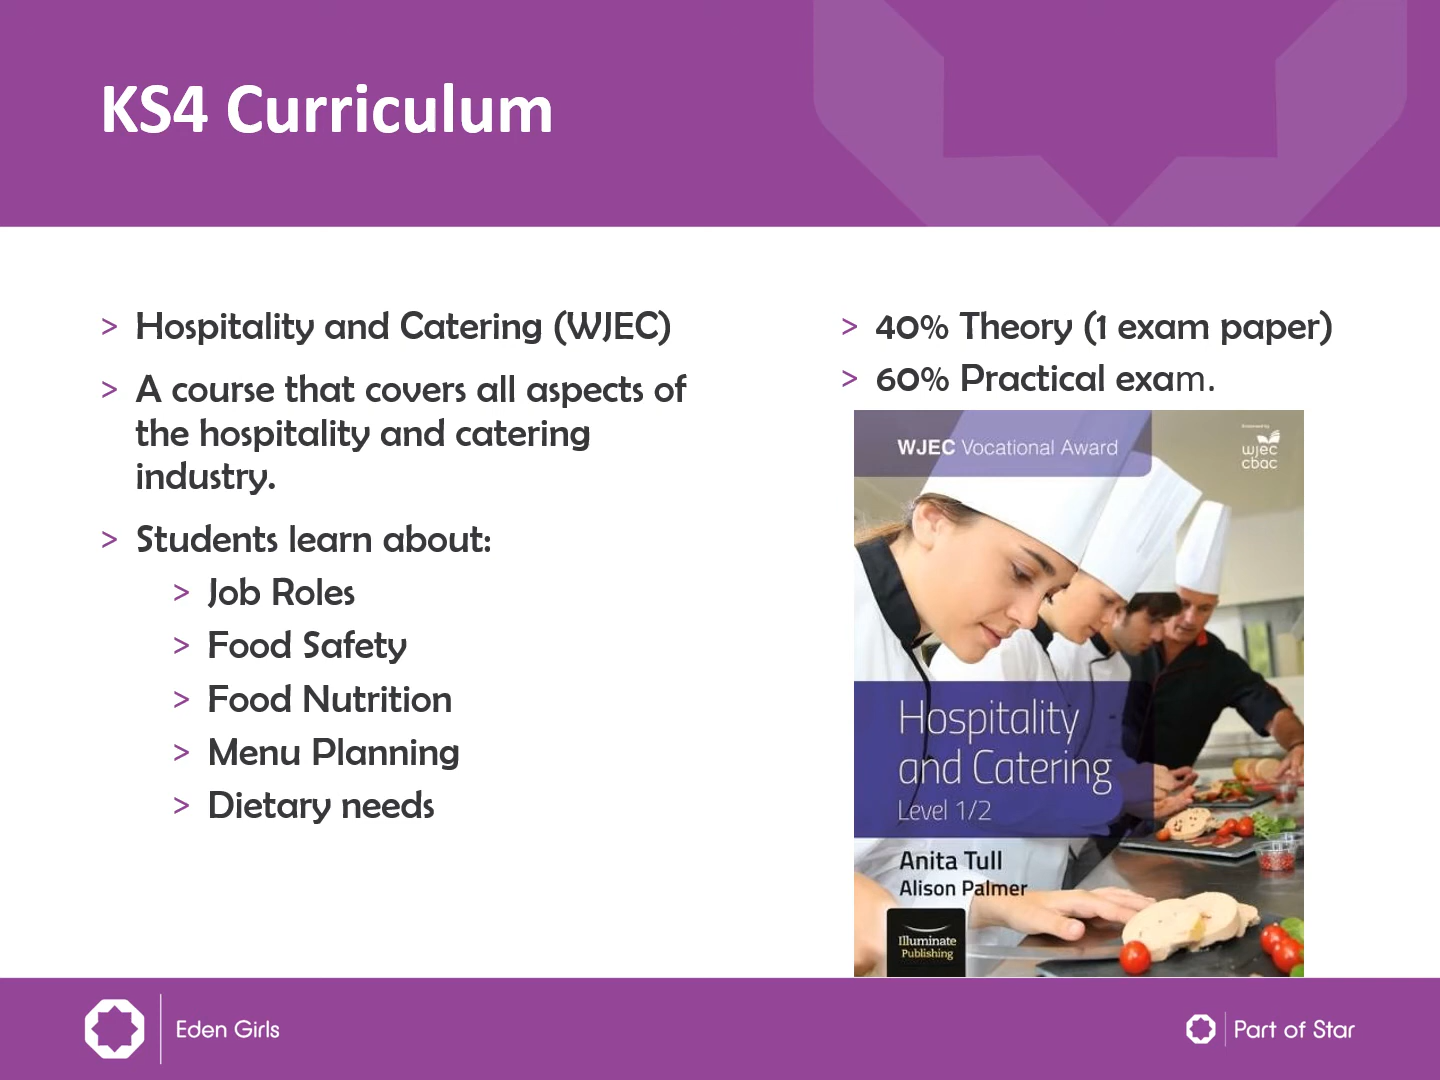 KS4 Curriculum
> Hospitality and Catering (WJEC)
> A course that covers all aspects of
the hospitality and catering
industry.
> Students learn about:
> Job Roles
> Food Safety
> Food Nutrition
> Menu Planning
> Dietary needs
> 40% Theory (1 exam paper)
> 60% Practical exam.
WJEC Vocational Award
Endorsed by
wjec
cbac
Hospitality
and Catering
Level 1/2
Anita Tull
Alison Palmer
Illuminate
Publishing
Eden Girls
Part of Star